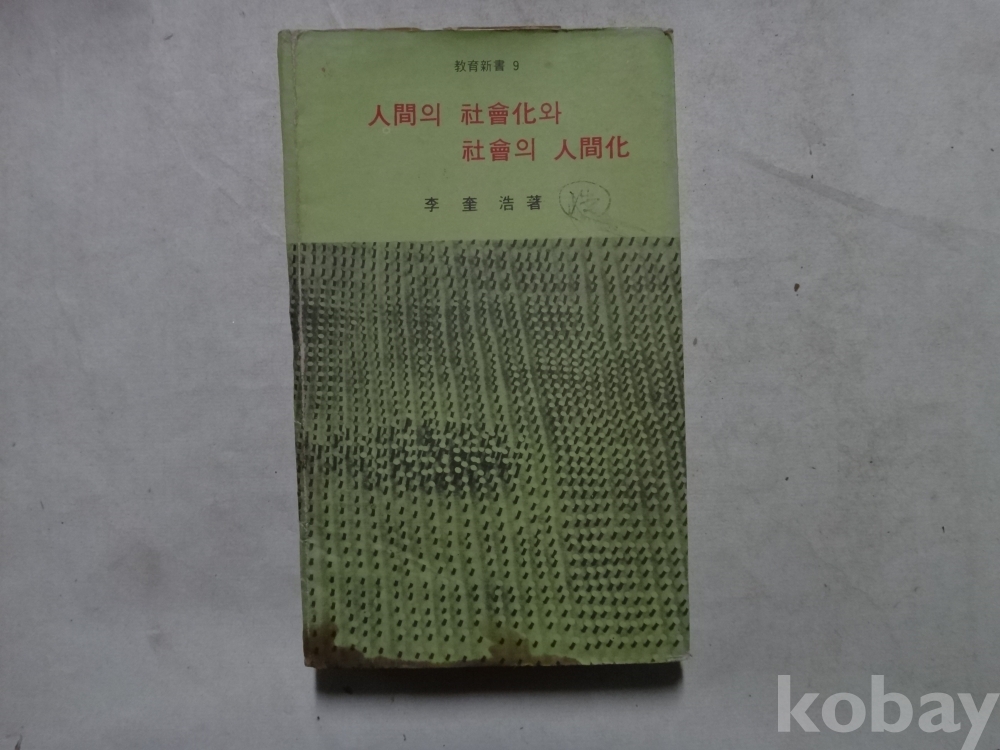 教育新書 9
人間의 社會化와
社會의 人間化
李奎浩著
kobay